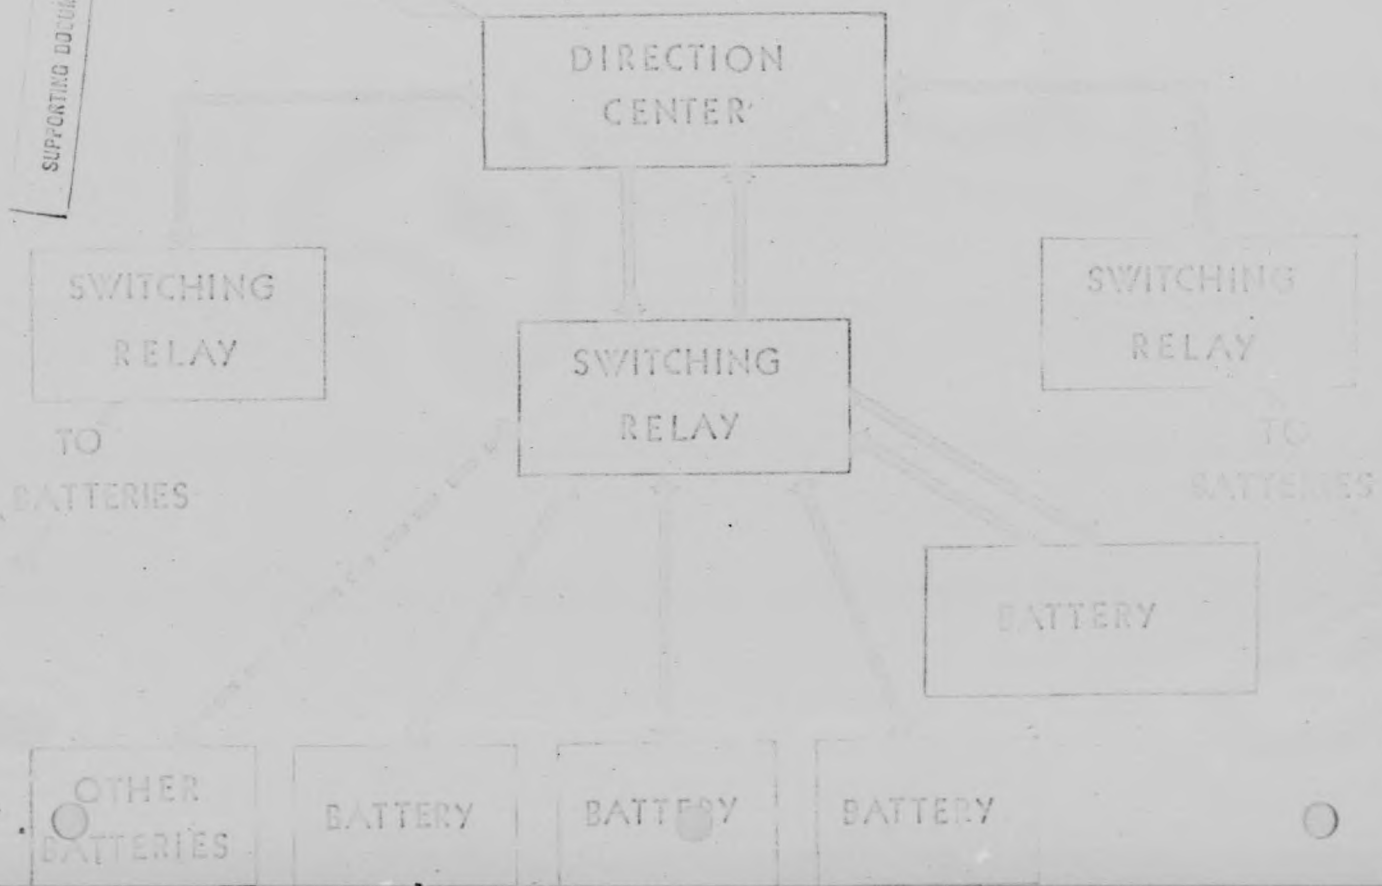 SUPPORTING
DIRECTION
CENTER
SWITCHING
RELAY
SWITCHING
RELAY
SWITCHING
RELAY
TO
BATTERIES
TO
BATTERIES
BATTERY
OTHER
BATTERIES
BATTERY
BATTERY
BATTERY